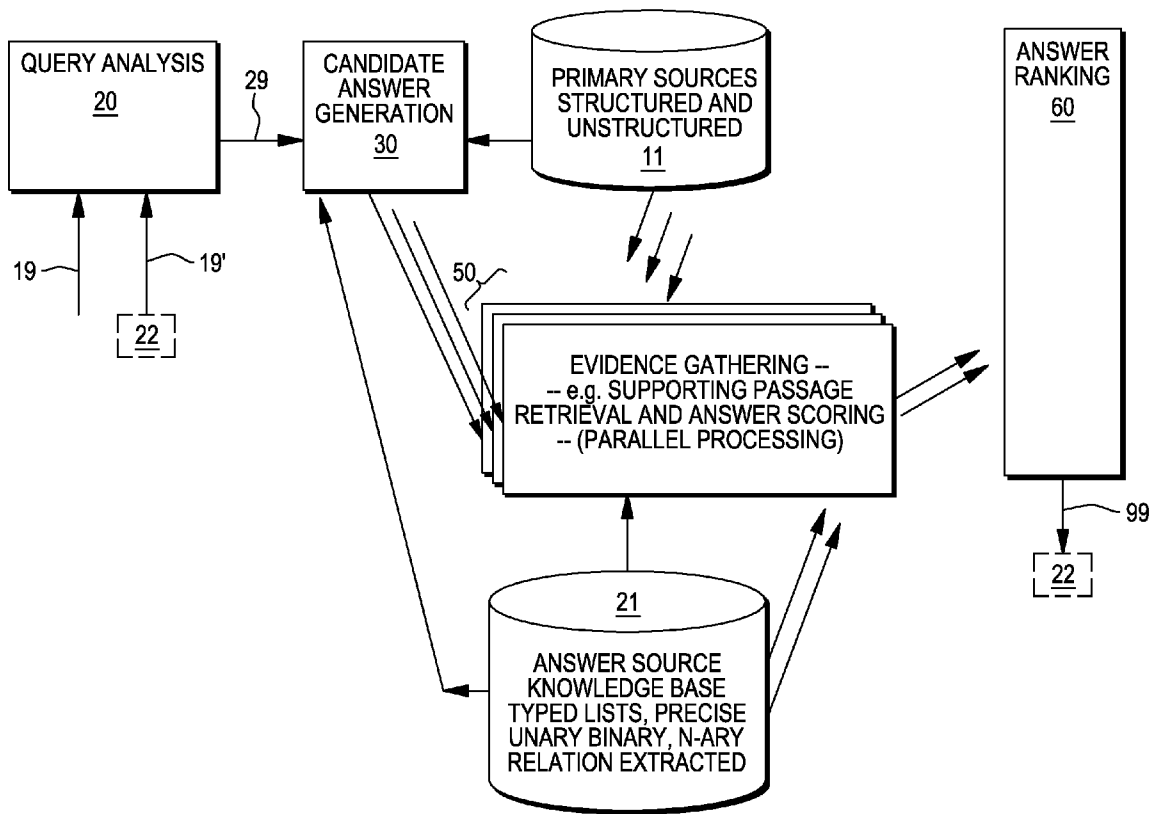 QUERY ANALYSIS
20
29
CANDIDATE
ANSWER
GENERATION
30
PRIMARY SOURCES
STRUCTURED AND
UNSTRUCTURED
11
ANSWER
RANKING
60
19
19'
22
50
EVIDENCE GATHERING --
-- e.g. SUPPORTING PASSAGE
RETRIEVAL AND ANSWER SCORING
-- (PARALLEL PROCESSING)
99
22
21
ANSWER SOURCE
KNOWLEDGE BASE
TYPED LISTS, PRECISE
UNARY BINARY, N-ARY
RELATION EXTRACTED